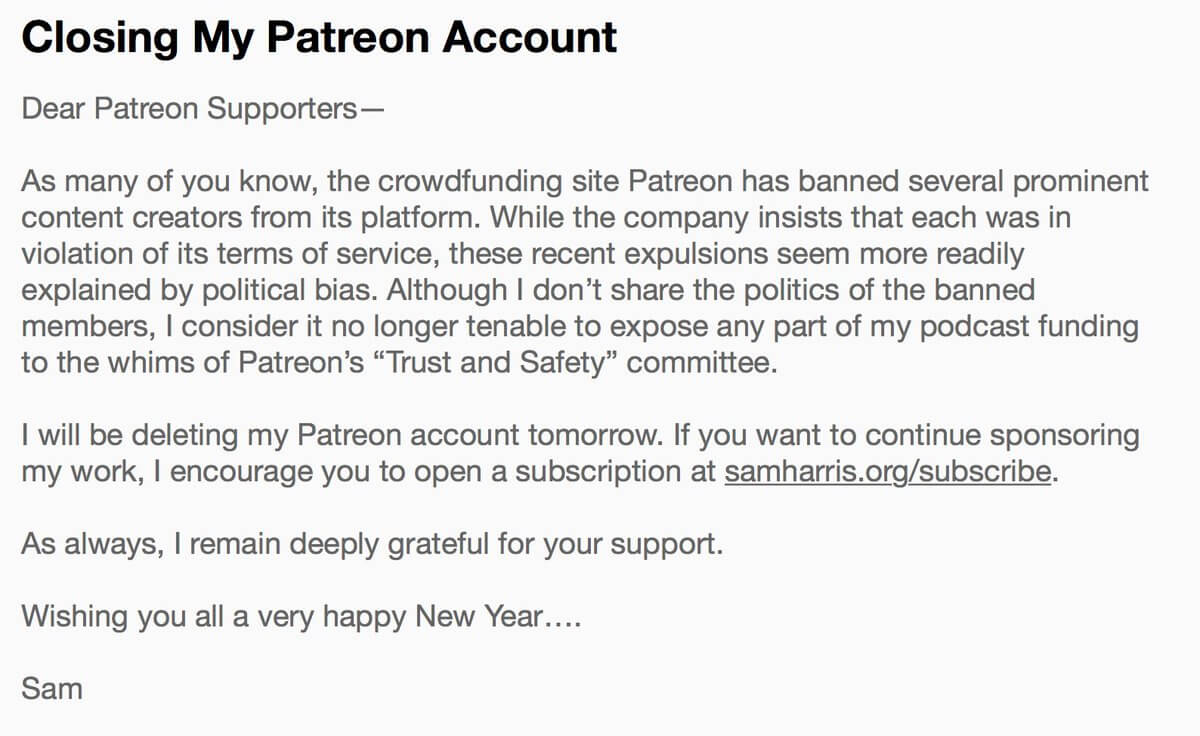 Closing My Patreon Account
Dear Patreon Supporters—
As many of you know, the crowdfunding site Patreon has banned several prominent
content creators from its platform. While the company insists that each was in
violation of its terms of service, these recent expulsions seem more readily
explained by political bias. Although I don’t share the politics of the banned
members, I consider it no longer tenable to expose any part of my podcast funding
to the whims of Patreon’s “Trust and Safety” committee.
I will be deleting my Patreon account tomorrow. If you want to continue sponsoring
my work, I encourage you to open a subscription at samharris.org/subscribe.
As always, I remain deeply grateful for your support.
Wishing you all a very happy New Year….
Sam